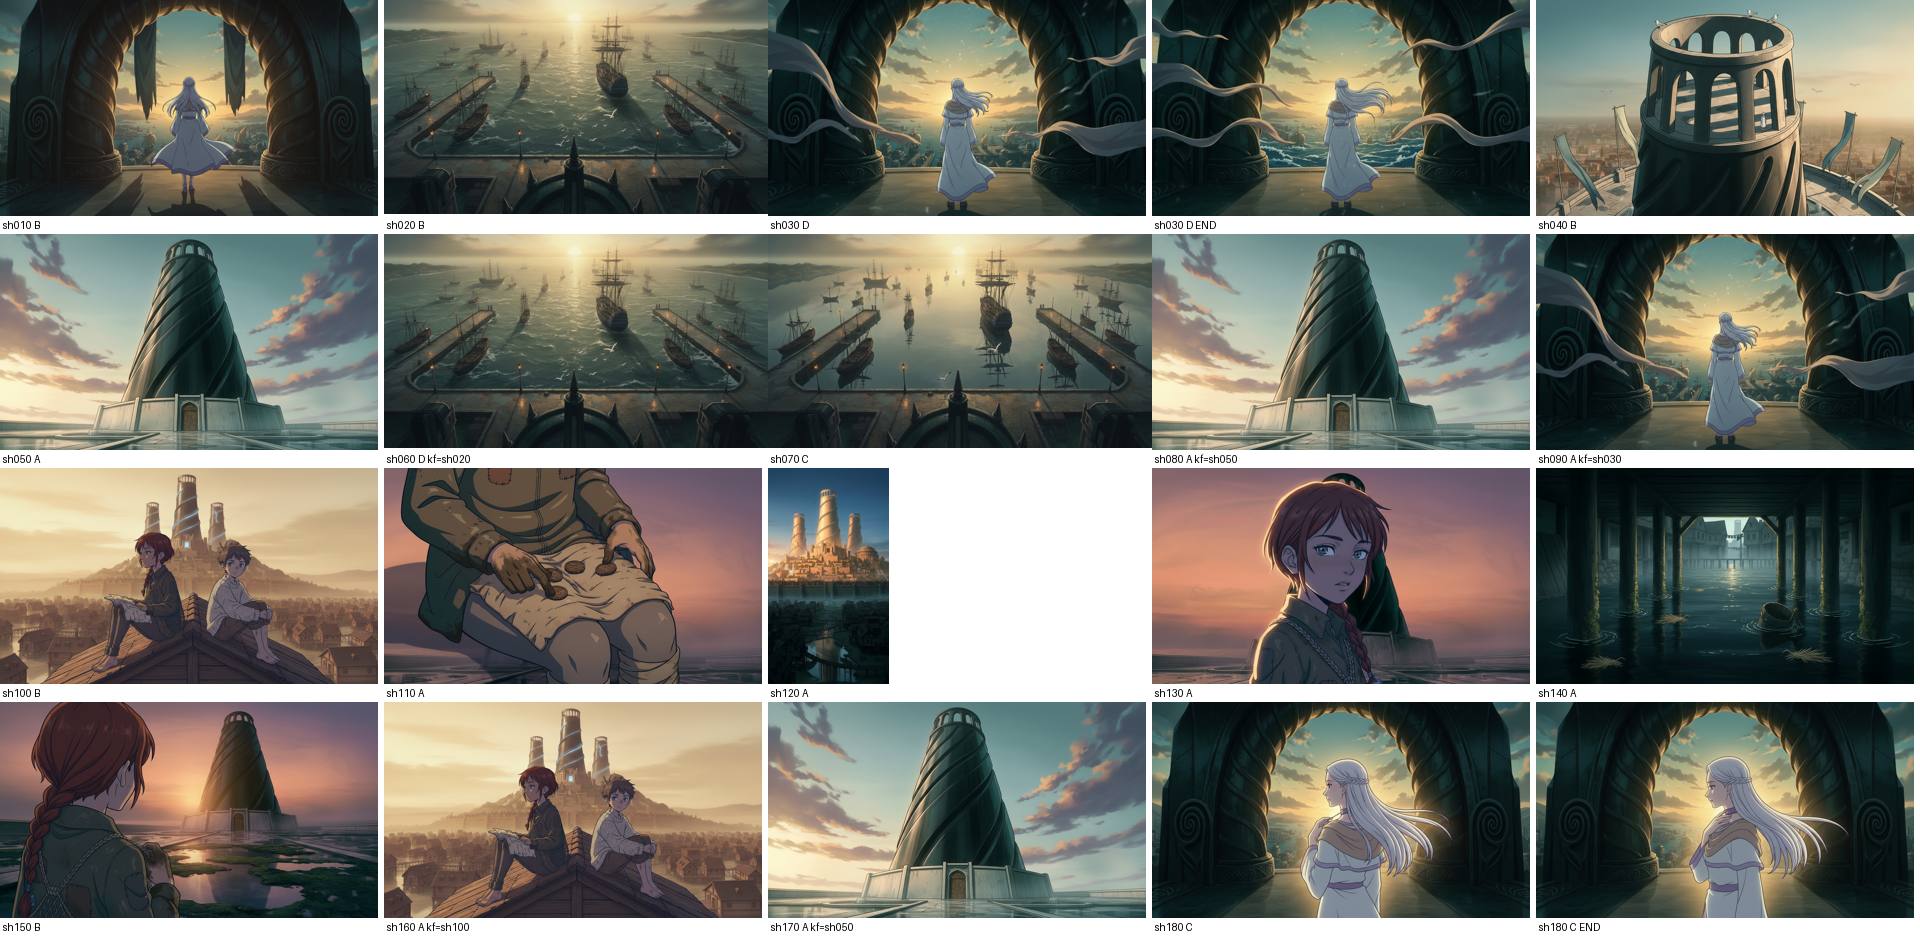 sh010 B
sh020 B
sh030 D
sh030 D END
sh040 B
sh050 A
sh060 D kf=sh020
sh070 C
sh080 A kf=sh050
sh090 A kf=sh030
sh100 B
sh110 A
sh120 A
sh130 A
sh140 A
sh150 B
sh160 A kf=sh100
sh170 A kf=sh050
sh180 C
sh180 C END